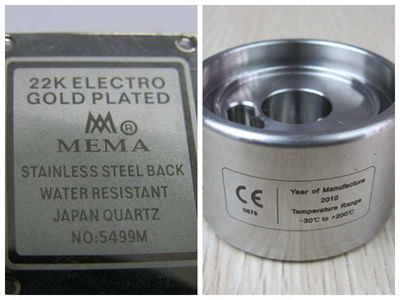 22K ELECTRO
GOLD PLATED
®
MEMA
STAINLESS STEEL BACK
WATER RESISTANT
JAPAN QUARTZ
NO:5499M
CE
0679
Year of Manufacture
2010
Temperature Range
-30℃ to +200℃